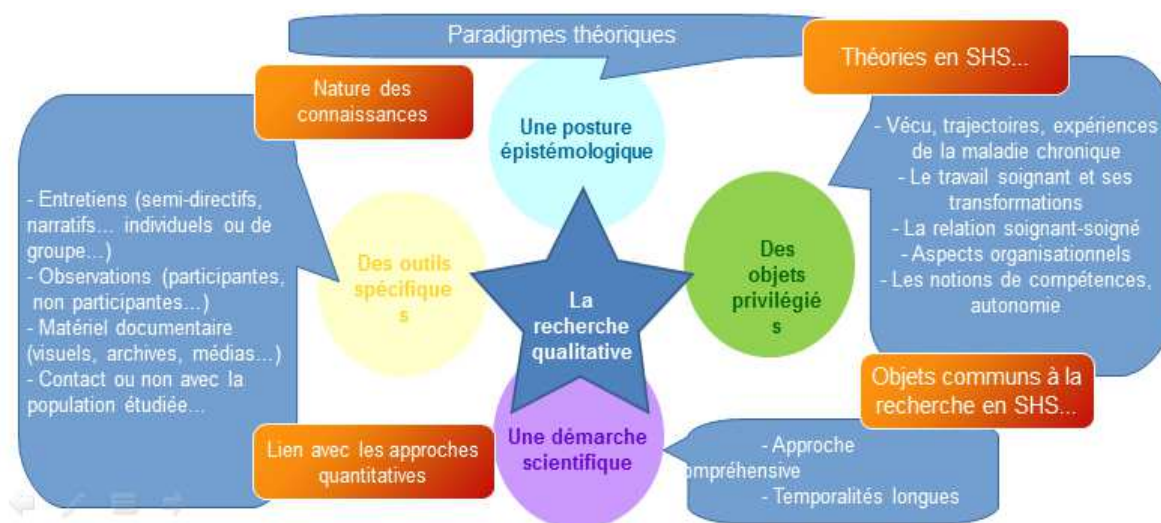 Paradigmes théoriques
Théories en SHS...
Nature des
connaissances
Une posture
épistémologique
- Vécu, trajectoires, expériences
de la maladie chronique
- Le travail soignant et ses
transformations
- La relation soignant-soigné
- Aspects organisationnels
- Les notions de compétences,
autonomie
- Entretiens (semi-directifs,
narratifs... individuels ou de
groupe...)
- Observations (participantes,
non participantes...)
- Matériel documentaire
(visuels, archives, médias...)
- Contact ou non avec la
population étudiée...
Des outils
spécifique
s
La
recherche
qualitative
Des
objets
privilégié
s
Objets communs à la
recherche en SHS...
Lien avec les approches
quantitatives
Une démarche
scientifique
- Approche
ompréhensive
- Temporalités longues